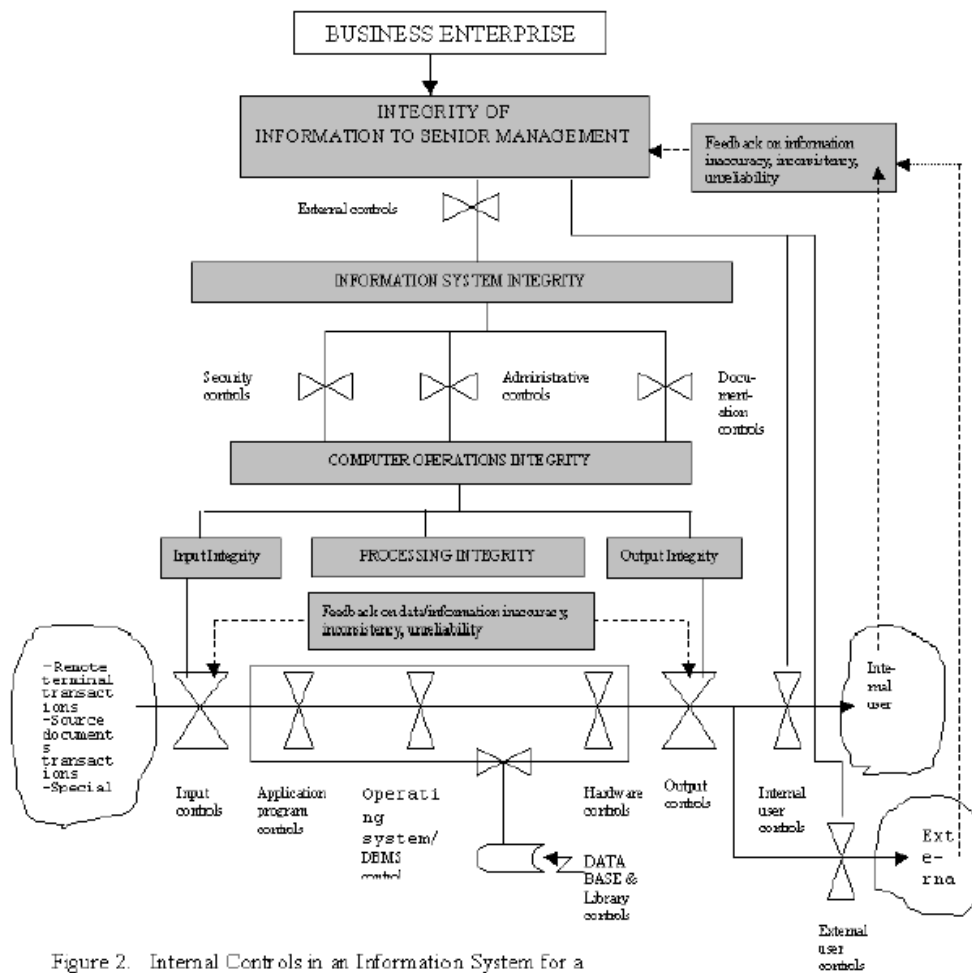 BUSINESS ENTERPRISE
INTEGRITY OF
INFORMATION TO SENIOR MANAGEMENT
Feedback on information
inaccuracy, inconsistency,
unreliability
External controls
INFORMATION SYSTEM INTEGRITY
Security
controls
Administrative
controls
Docu-
ment-
ation
controls
COMPUTER OPERATIONS INTEGRITY
Input Integrity
PROCESSING INTEGRITY
Output Integrity
Feedback on data/information inaccuracy,
inconsistency, unreliability
-Remote
terminal
transact
ions
-Source
document
s
transact
ions
-Special
Inte-
rnal
user
Input
controls
Application
program
controls
Operati
ng
system/
DBMS
control
Hardware
controls
Output
controls
Internal
user
controls
DATA
BASE &
Library
controls
Ext
e-
rna
External
user
controls
Figure 2. Internal Controls in an Information System for a